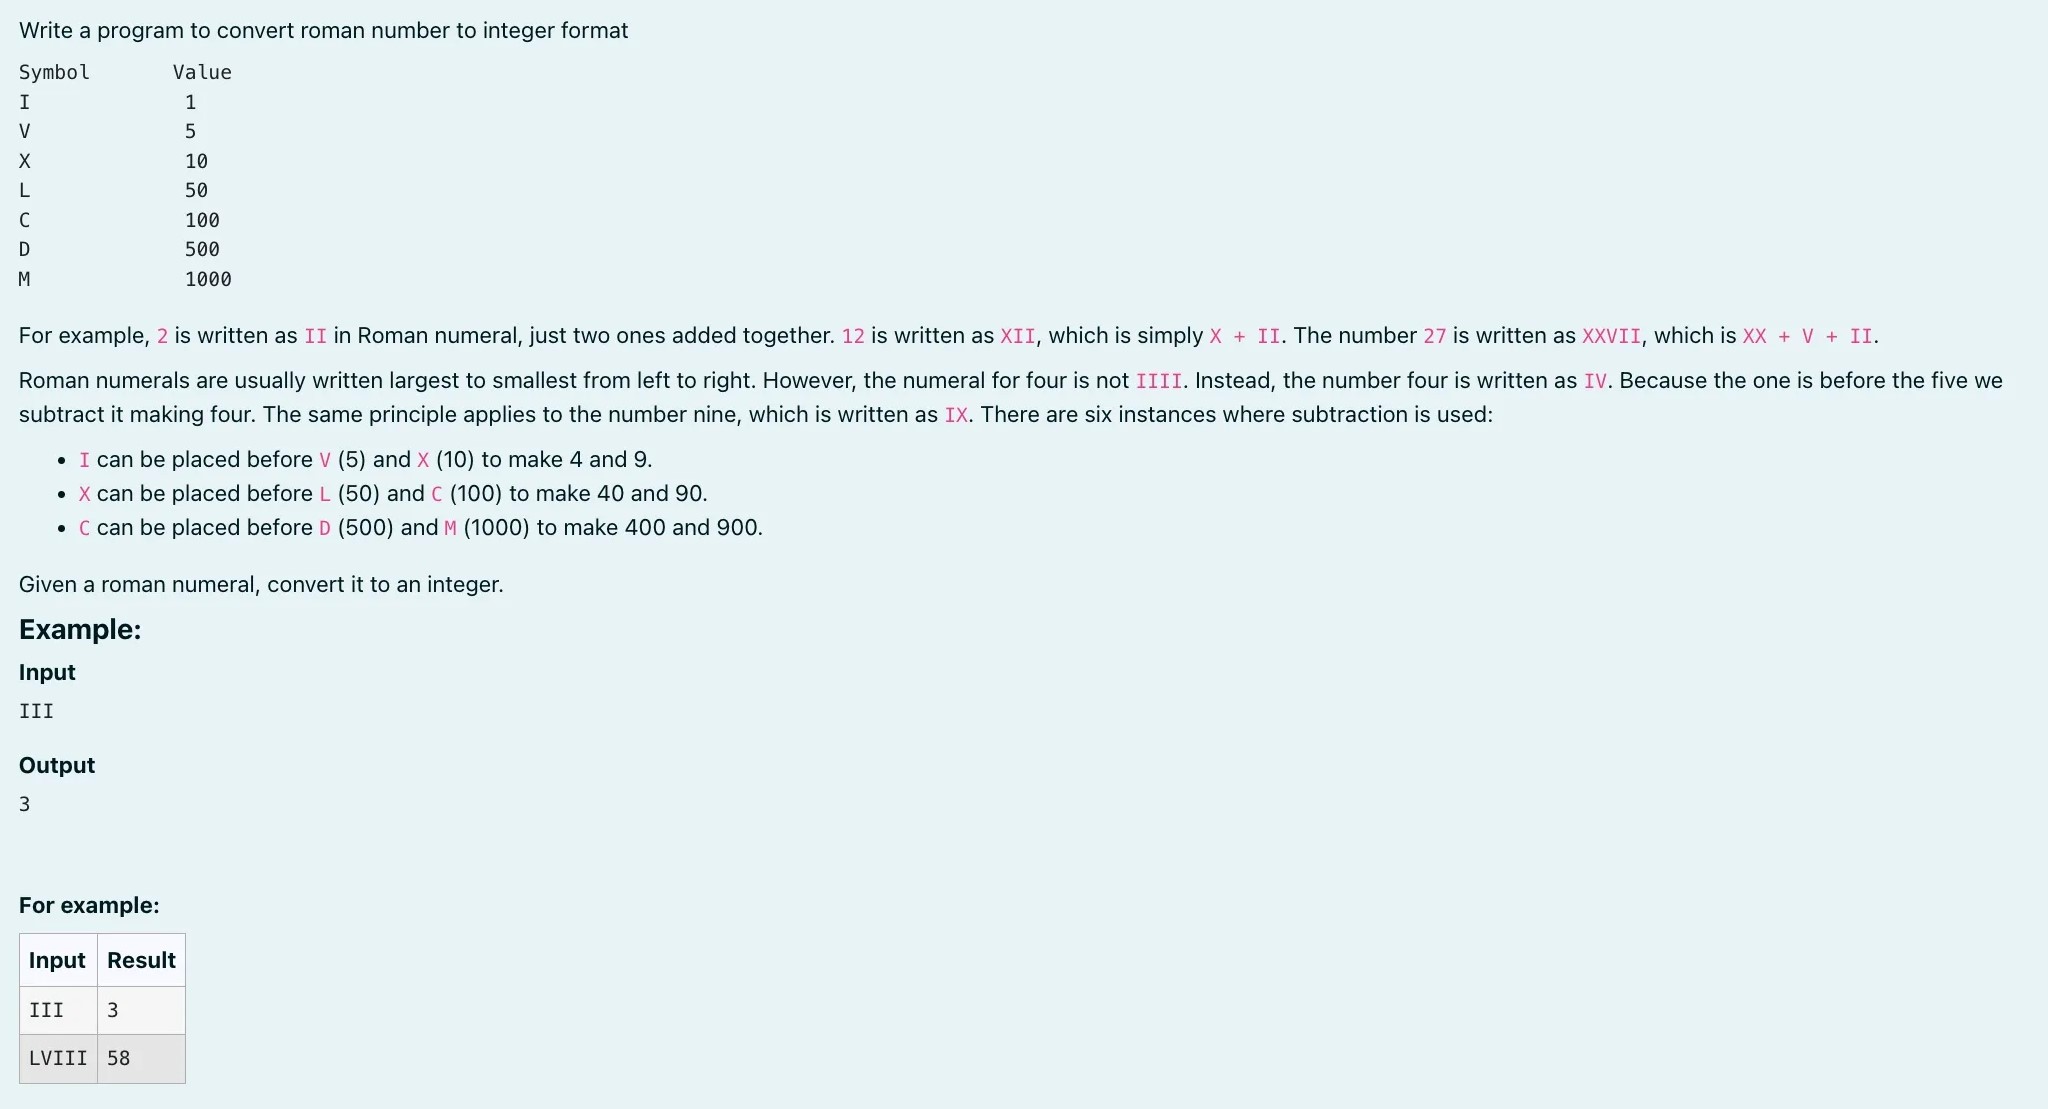 Write a program to convert roman number to integer format
Symbol Value
I 1
V 5
X 10
L 50
C 100
D 500
M 1000
For example, 2 is written as II in Roman numeral, just two ones added together. 12 is written as XII, which is simply X + II. The number 27 is written as XXVII, which is XX + V + II.
Roman numerals are usually written largest to smallest from left to right. However, the numeral for four is not IIII. Instead, the number four is written as IV. Because the one is before the five we
subtract it making four. The same principle applies to the number nine, which is written as IX. There are six instances where subtraction is used:
• I can be placed before V (5) and X (10) to make 4 and 9.
• X can be placed before L (50) and C (100) to make 40 and 90.
• C can be placed before D (500) and M (1000) to make 400 and 900.
Given a roman numeral, convert it to an integer.
Example:
Input
III
Output
3
For example:
Input Result
III 3
LVIII 58